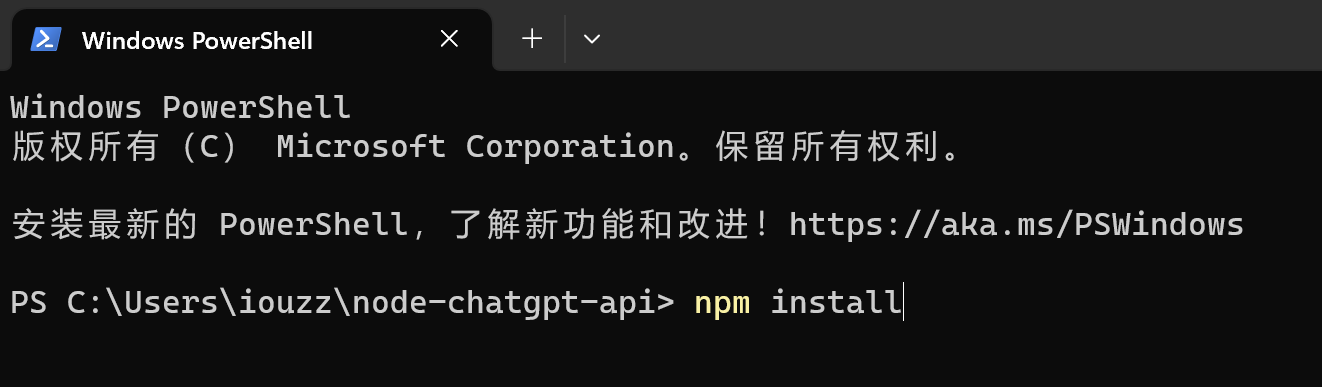 Windows PowerShell
Windows PowerShell
版权所有（C） Microsoft Corporation。保留所有权利。
安装最新的 PowerShell，了解新功能和改进！https://aka.ms/PSWindows
PS C:\Users\iouzz\node-chatgpt-api> npm install